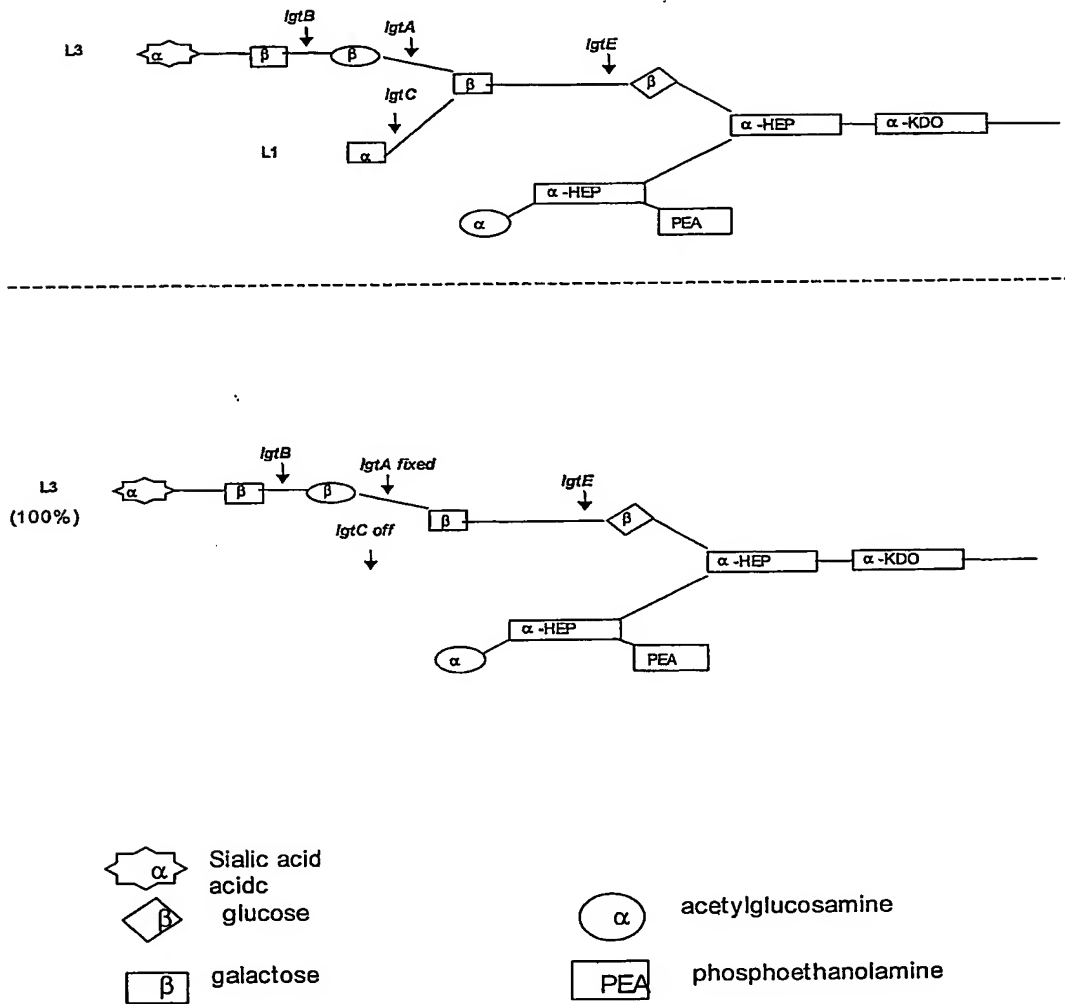 lgtB
lgtA
L3
α
β
β
lgtE
β
β
lgtC
α -HEP
α -KDO
L1
α
α -HEP
α
PEA
lgtB
lgtA fixed
L3
(100%)
α
β
β
lgtE
β
β
lgtC off
α -HEP
α -KDO
α -HEP
α
PEA
α Sialic acid
acidc
β glucose
α acetylglucosamine
β galactose
PEA phosphoethanolamine